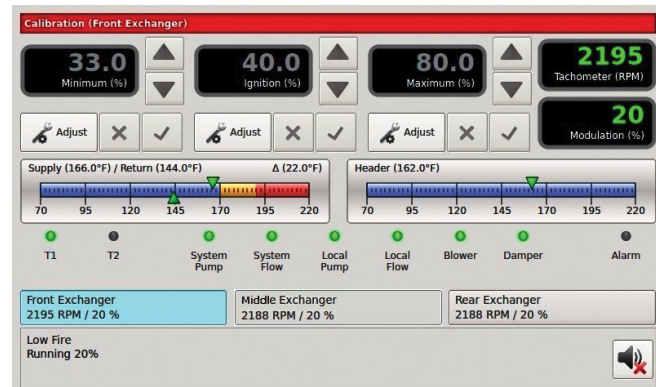 Calibration (Front Exchanger)
33.0
Minimum (%)
40.0
Ignition (%)
80.0
Maximum (%)
2195
Tachometer (RPM)
Adjust
Adjust
Adjust
20
Modulation (%)
Supply (166.0°F) / Return (144.0°F) Δ (22.0°F)
70 95 120 145 170 195 220
Header (162.0°F)
70 95 120 145 170 195 220
T1
T2
System
Pump
System
Flow
Local
Pump
Local
Flow
Blower
Damper
Alarm
Front Exchanger
2195 RPM / 20 %
Middle Exchanger
2188 RPM / 20 %
Rear Exchanger
2188 RPM / 20 %
Low Fire
Running 20%